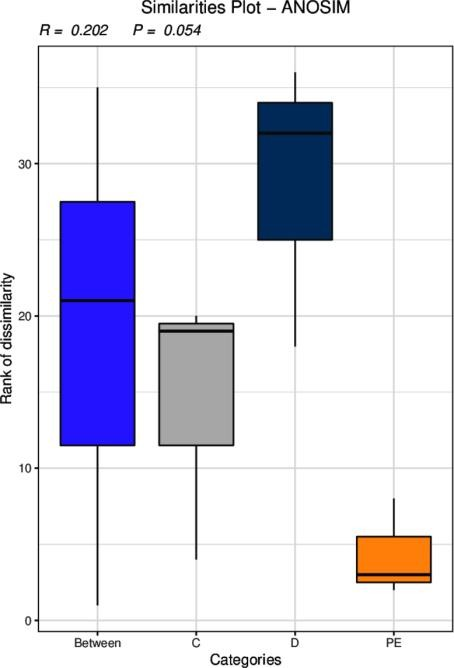 Similarities Plot – ANOSIM
R = 0.202 P = 0.054
Rank of dissimilarity
30
20
10
0
Between C D PE
Categories